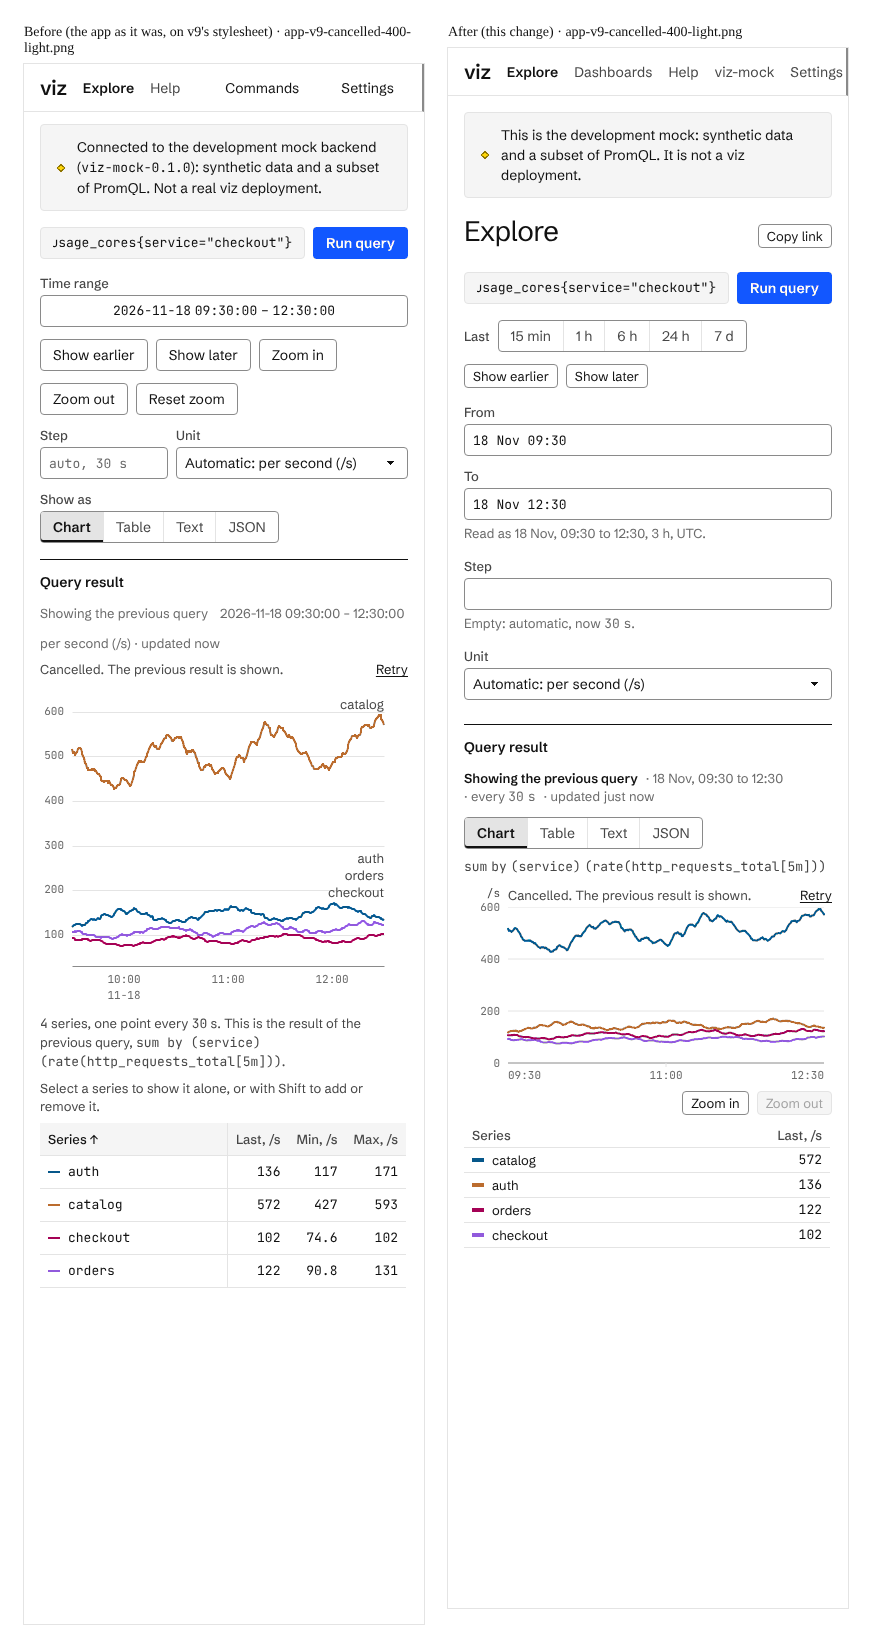 Before (the app as it was, on v9's stylesheet) · app-v9-cancelled-400-
light.png
viz Explore Help Commands Settings
Connected to the development mock backend
(viz-mock-0.1.0): synthetic data and a subset
of PromQL. Not a real viz deployment.
usage_cores{service="checkout"} Run query
Time range
2026-11-18 09:30:00 – 12:30:00
Show earlier Show later Zoom in
Zoom out Reset zoom
Step Unit
auto, 30 s Automatic: per second (/s)
Show as
Chart Table Text JSON
Query result
Showing the previous query 2026-11-18 09:30:00 – 12:30:00
per second (/s) · updated now
Cancelled. The previous result is shown. Retry
catalog
600
500
400
300
auth
orders
200 checkout
100
10:00 11:00 12:00
11-18
4 series, one point every 30 s. This is the result of the
previous query, sum by (service)
(rate(http_requests_total[5m])).
Select a series to show it alone, or with Shift to add or
remove it.
Series ↑ Last, /s Min, /s Max, /s
auth 136 117 171
catalog 572 427 593
checkout 102 74.6 102
orders 122 90.8 131
After (this change) · app-v9-cancelled-400-light.png
viz Explore Dashboards Help viz-mock Settings
This is the development mock: synthetic data
and a subset of PromQL. It is not a viz
deployment.
Explore Copy link
usage_cores{service="checkout"} Run query
Last 15 min 1 h 6 h 24 h 7 d
Show earlier Show later
From
18 Nov 09:30
To
18 Nov 12:30
Read as 18 Nov, 09:30 to 12:30, 3 h, UTC.
Step
Empty: automatic, now 30 s.
Unit
Automatic: per second (/s)
Query result
Showing the previous query · 18 Nov, 09:30 to 12:30
· every 30 s · updated just now
Chart Table Text JSON
sum by (service) (rate(http_requests_total[5m]))
/s Cancelled. The previous result is shown. Retry
600
400
200
0
09:30 11:00 12:30
Zoom in Zoom out
Series Last, /s
catalog 572
auth 136
orders 122
checkout 102